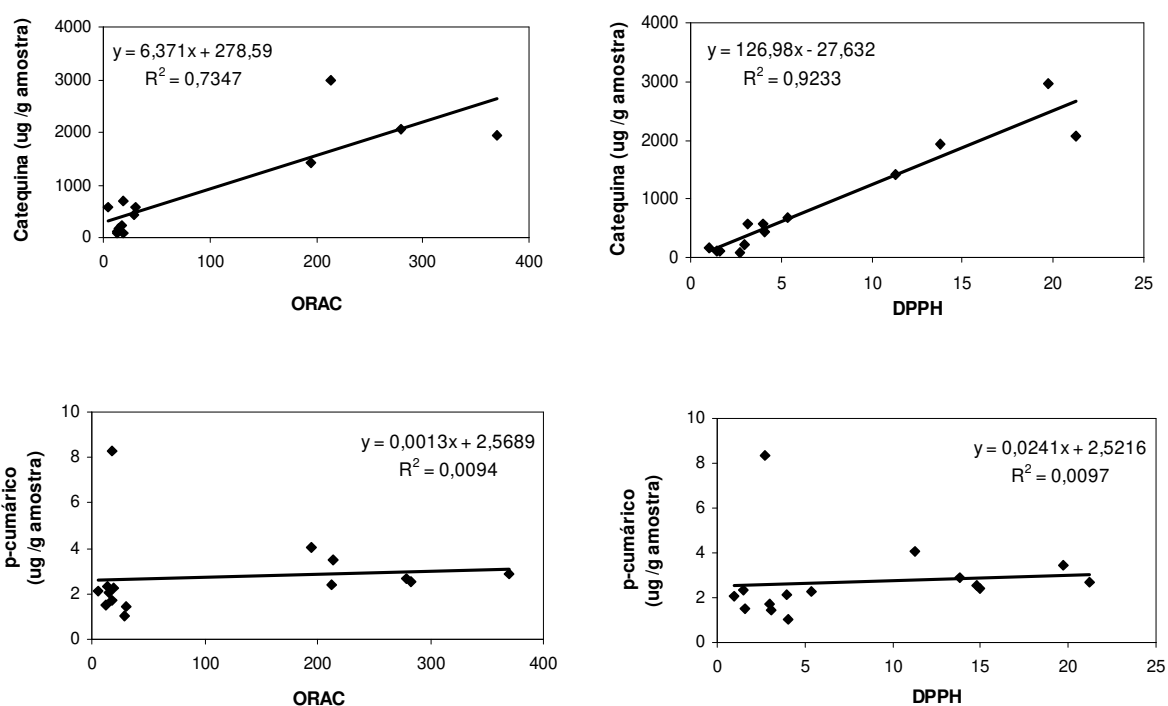 4000
3000
2000
1000
0
Catequina (ug /g amostra)
y = 6,371x + 278,59
R² = 0,7347
0 100 200 300 400
ORAC
4000
3000
2000
1000
0
Catequina (ug /g amostra)
y = 126,98x - 27,632
R² = 0,9233
0 5 10 15 20 25
DPPH
10
8
6
4
2
0
p-cumárico
(ug /g amostra)
y = 0,0013x + 2,5689
R² = 0,0094
0 100 200 300 400
ORAC
10
8
6
4
2
0
p-cumárico
(ug /g amostra)
y = 0,0241x + 2,5216
R² = 0,0097
0 5 10 15 20 25
DPPH